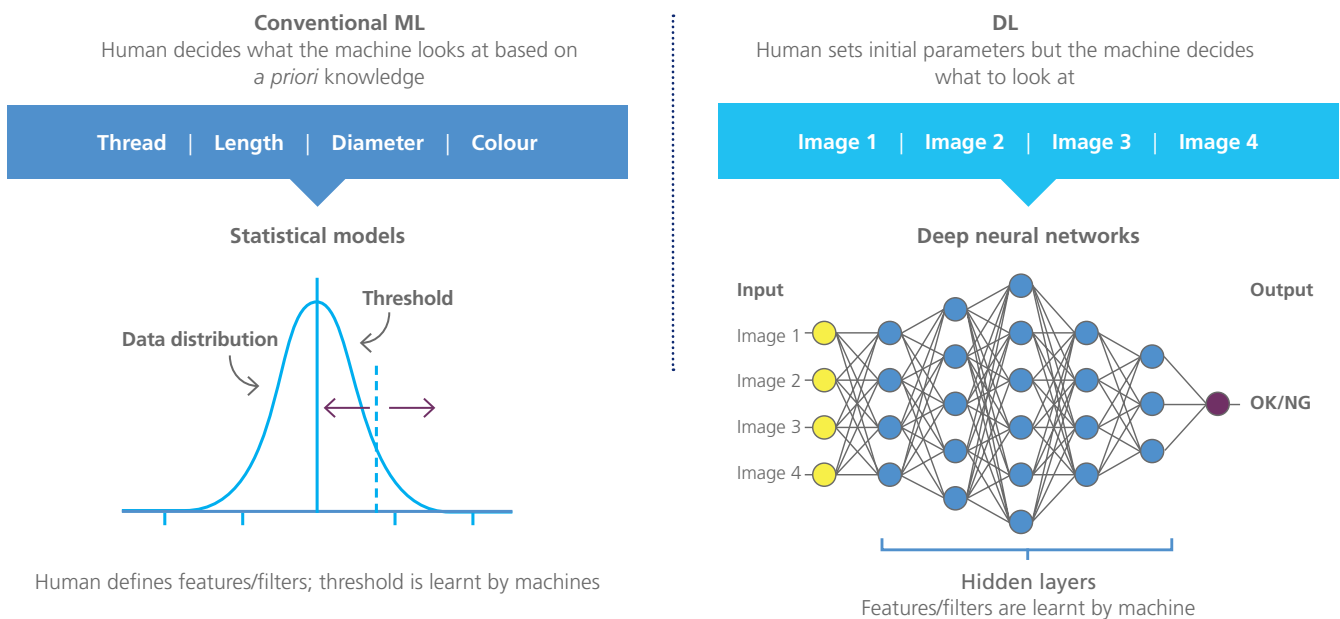 Conventional ML
Human decides what the machine looks at based on
a priori knowledge
Thread | Length | Diameter | Colour
Statistical models
Threshold
Data distribution
Human defines features/filters; threshold is learnt by machines
DL
Human sets initial parameters but the machine decides
what to look at
Image 1 | Image 2 | Image 3 | Image 4
Deep neural networks
Input
Output
Image 1
Image 2
Image 3
Image 4
OK/NG
Hidden layers
Features/filters are learnt by machine